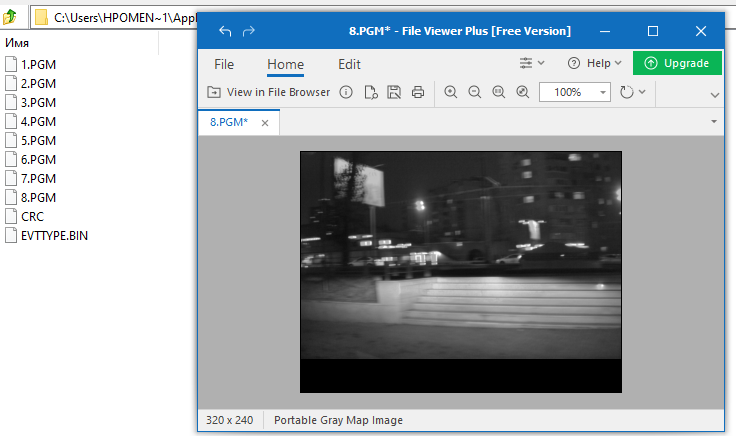 C:\Users\HPOMEN~1\Appl
8.PGM* - File Viewer Plus [Free Version]
Имя
File
Home
Edit
Help
Upgrade
View in File Browser
100%
8.PGM*
1.PGM
2.PGM
3.PGM
4.PGM
5.PGM
6.PGM
7.PGM
8.PGM
CRC
EVTTYPE.BIN
320 x 240
Portable Gray Map Image